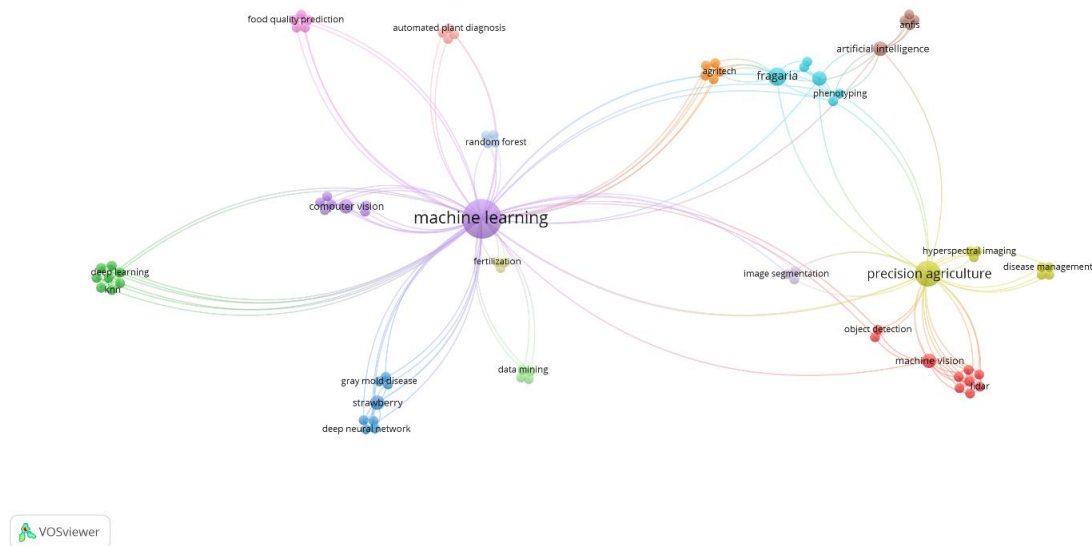 food quality prediction
automated plant diagnosis
anfis
artificial intelligence
agritech
fragaria
phenotyping
random forest
computer vision
machine learning
fertilization
hyperspectral imaging
disease management
image segmentation
precision agriculture
deep learning
knn
object detection
machine vision
lidar
data mining
gray mold disease
strawberry
deep neural network
VOSviewer